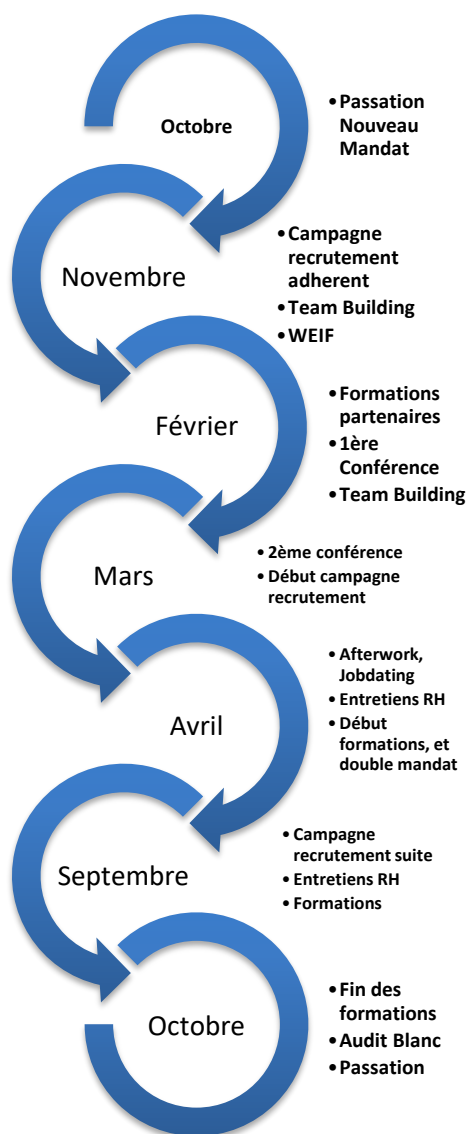 Octobre
•Passation
Nouveau
Mandat
Novembre
•Campagne
recrutement
adherent
•Team Building
•WEIF
Février
•Formations
partenaires
•1ère
Conférence
•Team Building
Mars
• 2ème conférence
• Début campagne
recrutement
Avril
• Afterwork,
Jobdating
• Entretiens RH
• Début
formations, et
double mandat
Septembre
• Campagne
recrutement suite
• Entretiens RH
• Formations
Octobre
•Fin des
formations
•Audit Blanc
•Passation